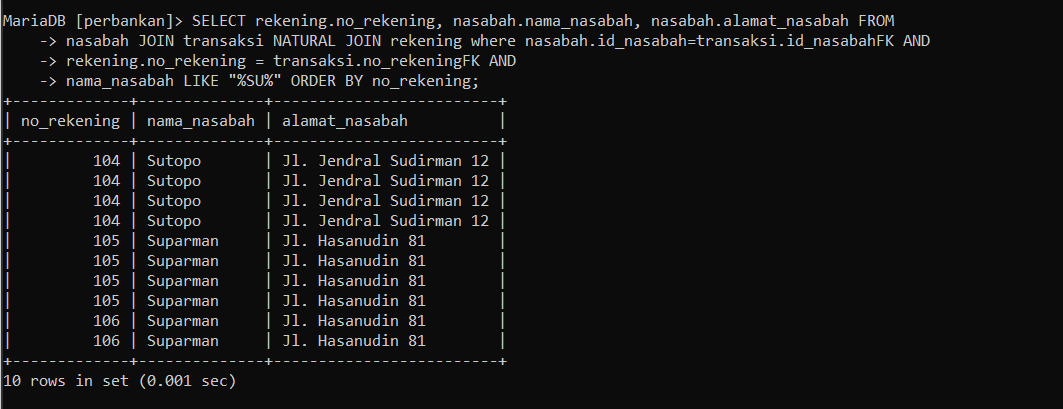 MariaDB [perbankan]> SELECT rekening.no_rekening, nasabah.nama_nasabah, nasabah.alamat_nasabah FROM
    -> nasabah JOIN transaksi NATURAL JOIN rekening where nasabah.id_nasabah=transaksi.id_nasabahFK AND
    -> rekening.no_rekening = transaksi.no_rekeningFK AND
    -> nama_nasabah LIKE "%SU%" ORDER BY no_rekening;
+-------------+--------------+-------------------------+
| no_rekening | nama_nasabah | alamat_nasabah          |
+-------------+--------------+-------------------------+
|         104 | Sutopo       | Jl. Jendral Sudirman 12 |
|         104 | Sutopo       | Jl. Jendral Sudirman 12 |
|         104 | Sutopo       | Jl. Jendral Sudirman 12 |
|         104 | Sutopo       | Jl. Jendral Sudirman 12 |
|         105 | Suparman     | Jl. Hasanudin 81        |
|         105 | Suparman     | Jl. Hasanudin 81        |
|         105 | Suparman     | Jl. Hasanudin 81        |
|         105 | Suparman     | Jl. Hasanudin 81        |
|         106 | Suparman     | Jl. Hasanudin 81        |
|         106 | Suparman     | Jl. Hasanudin 81        |
+-------------+--------------+-------------------------+
10 rows in set (0.001 sec)